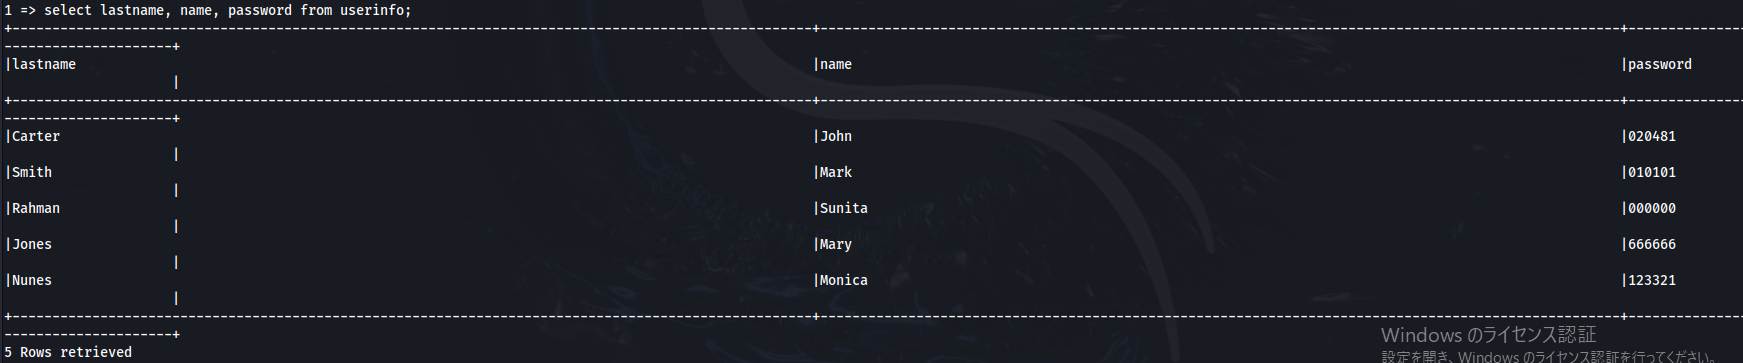 1 => select lastname, name, password from userinfo;
|lastname |name |password
|
|Carter |John |020481
|
|Smith |Mark |010101
|
|Rahman |Sunita |000000
|
|Jones |Mary |666666
|
|Nunes |Monica |123321
|
5 Rows retrieved
Windows のライセンス認証
設定を開き、Windows のライセンス認証を行ってください。